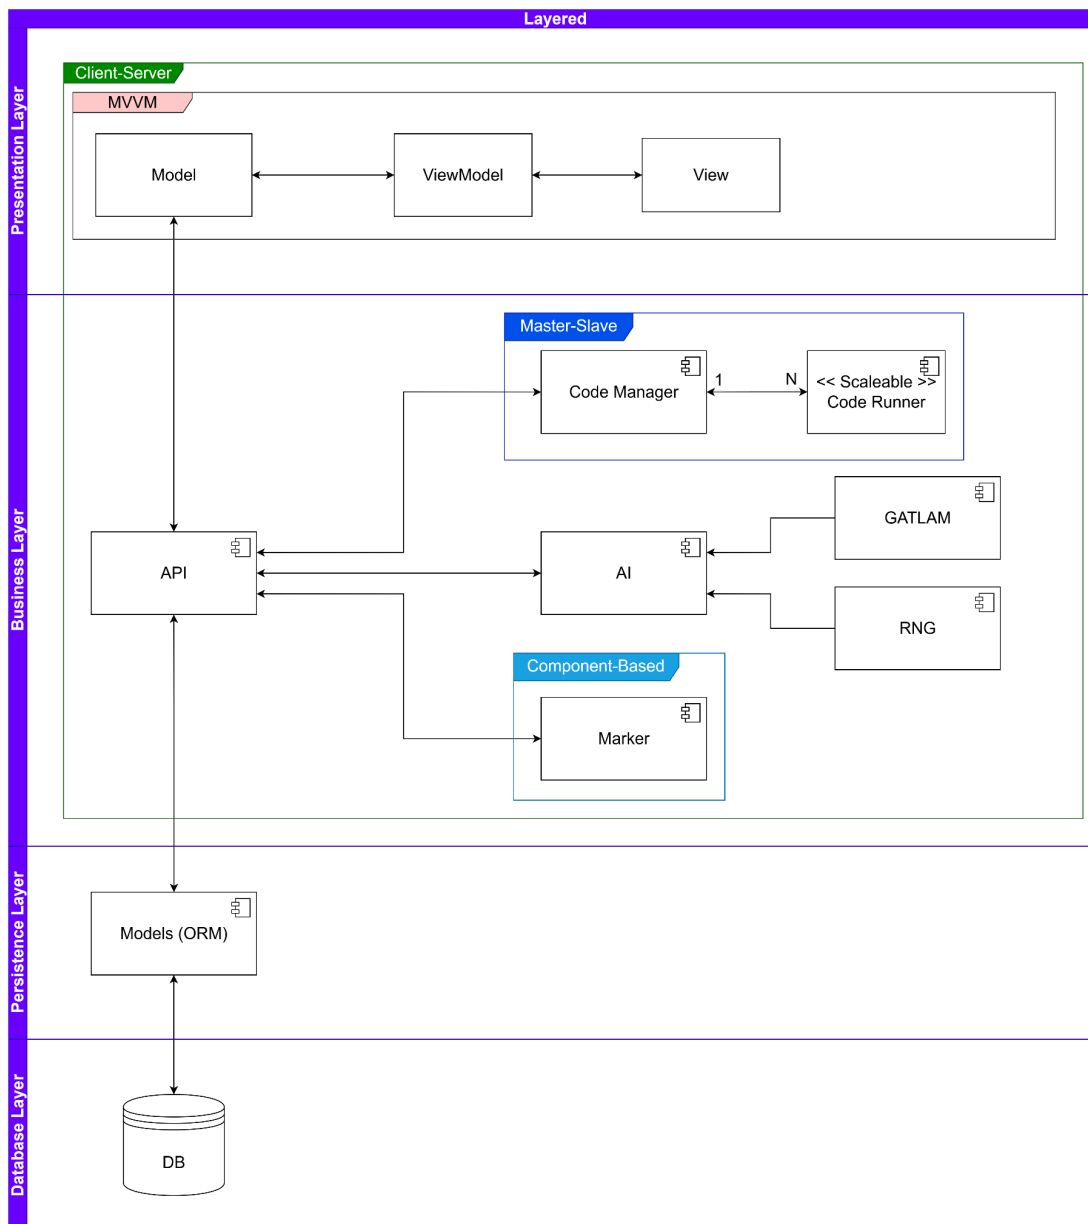 Layered
Presentation Layer
Client-Server
MVVM
Model
ViewModel
View
Business Layer
Master-Slave
Code Manager
1
N
<< Scaleable >>
Code Runner
GATLAM
API
AI
RNG
Component-Based
Marker
Persistence Layer
Models (ORM)
Database Layer
DB